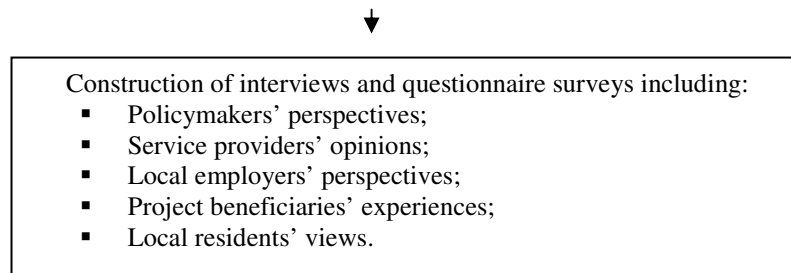 Construction of interviews and questionnaire surveys including:
▪ Policymakers’ perspectives;
▪ Service providers’ opinions;
▪ Local employers’ perspectives;
▪ Project beneficiaries’ experiences;
▪ Local residents’ views.